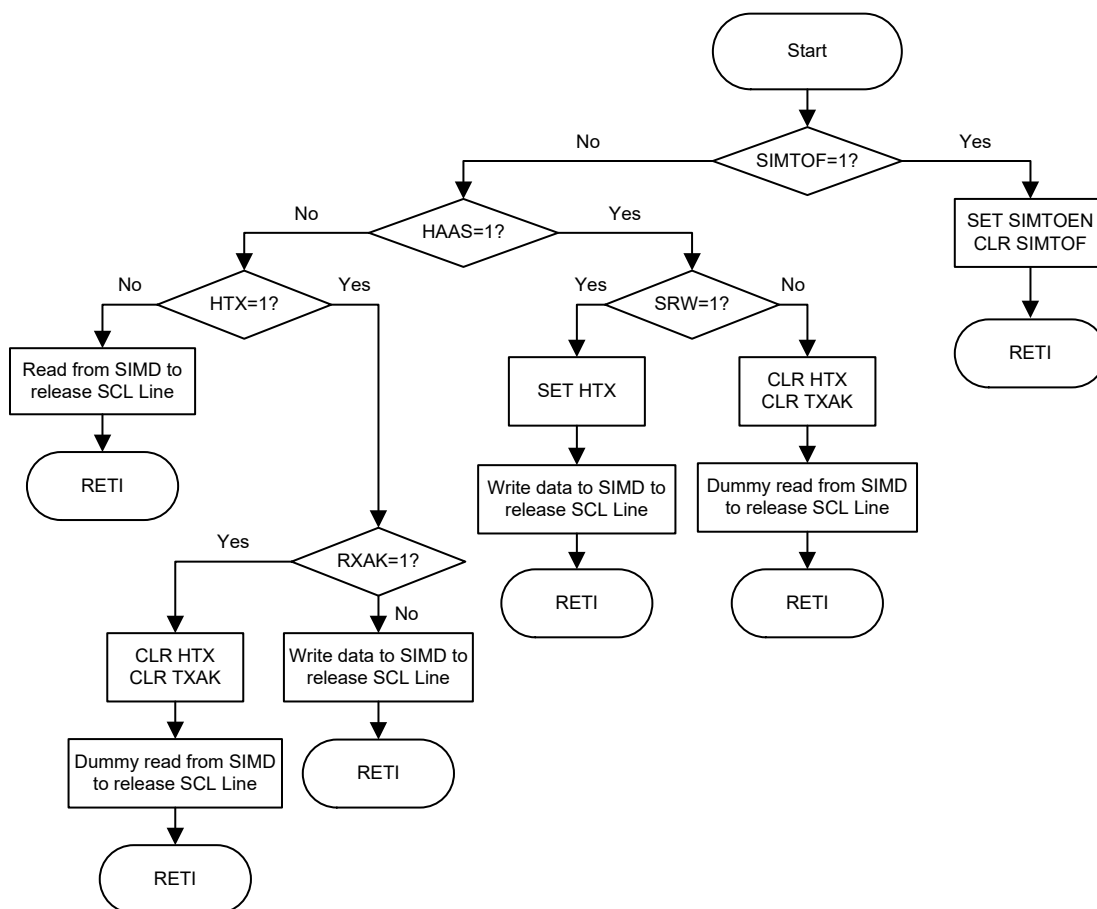 Start
No
Yes
SIMTOF=1?
No
Yes
HAAS=1?
SET SIMTOEN
CLR SIMTOF
No
Yes
HTX=1?
Yes
No
SRW=1?
RETI
Read from SIMD to
release SCL Line
SET HTX
CLR HTX
CLR TXAK
RETI
Write data to SIMD to
release SCL Line
Dummy read from SIMD
to release SCL Line
Yes
RXAK=1?
No
RETI
RETI
CLR HTX
CLR TXAK
Write data to SIMD to
release SCL Line
Dummy read from SIMD
to release SCL Line
RETI
RETI